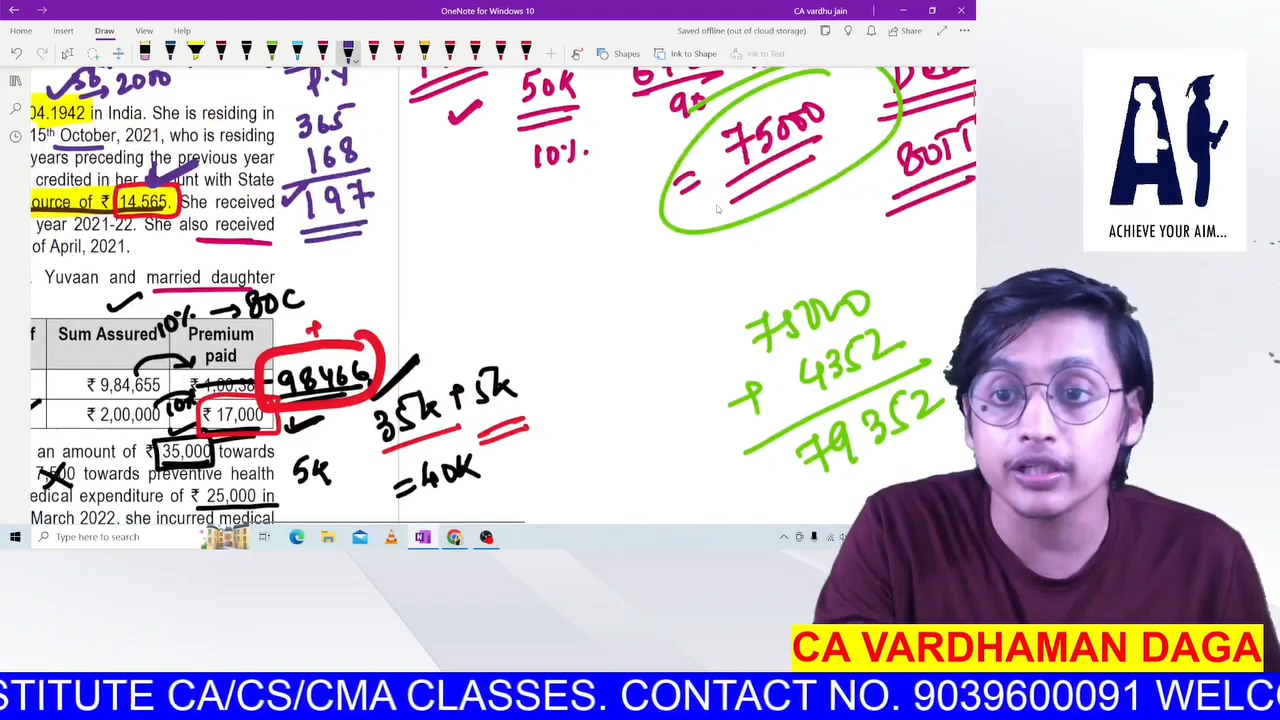 OneNote for Windows 10
CA vardhu jain
Home
Insert
Draw
View
Help
Saved offline (out of cloud storage)
Share
Shapes
Ink to Shape
Ink to Text
2000
P.Y
365
168
197
04.1942 in India. She is residing in
15th October, 2021, who is residing
years preceding the previous year
credited in her
nt with State
ource of ₹ 14,565. She received
year 2021-22. She also received
of April, 2021.
Yuvaan and married daughter
10% → 80C
Sum Assured
Premium
paid
₹ 9,84,655
98466
₹ 2,00,000
10%
₹ 17,000
35k + 5k
= 40k
5k
an amount of ₹ 35,000 towards
towards preventive health
edical expenditure of ₹ 25,000 in
March 2022, she incurred medical
50k
10%.
90
= 75000
75000
+ 4352
79352
Type here to search
ACHIEVE YOUR AIM...
CA VARDHAMAN DAGA
STITUTE CA/CS/CMA CLASSES. CONTACT NO. 9039600091 WELC